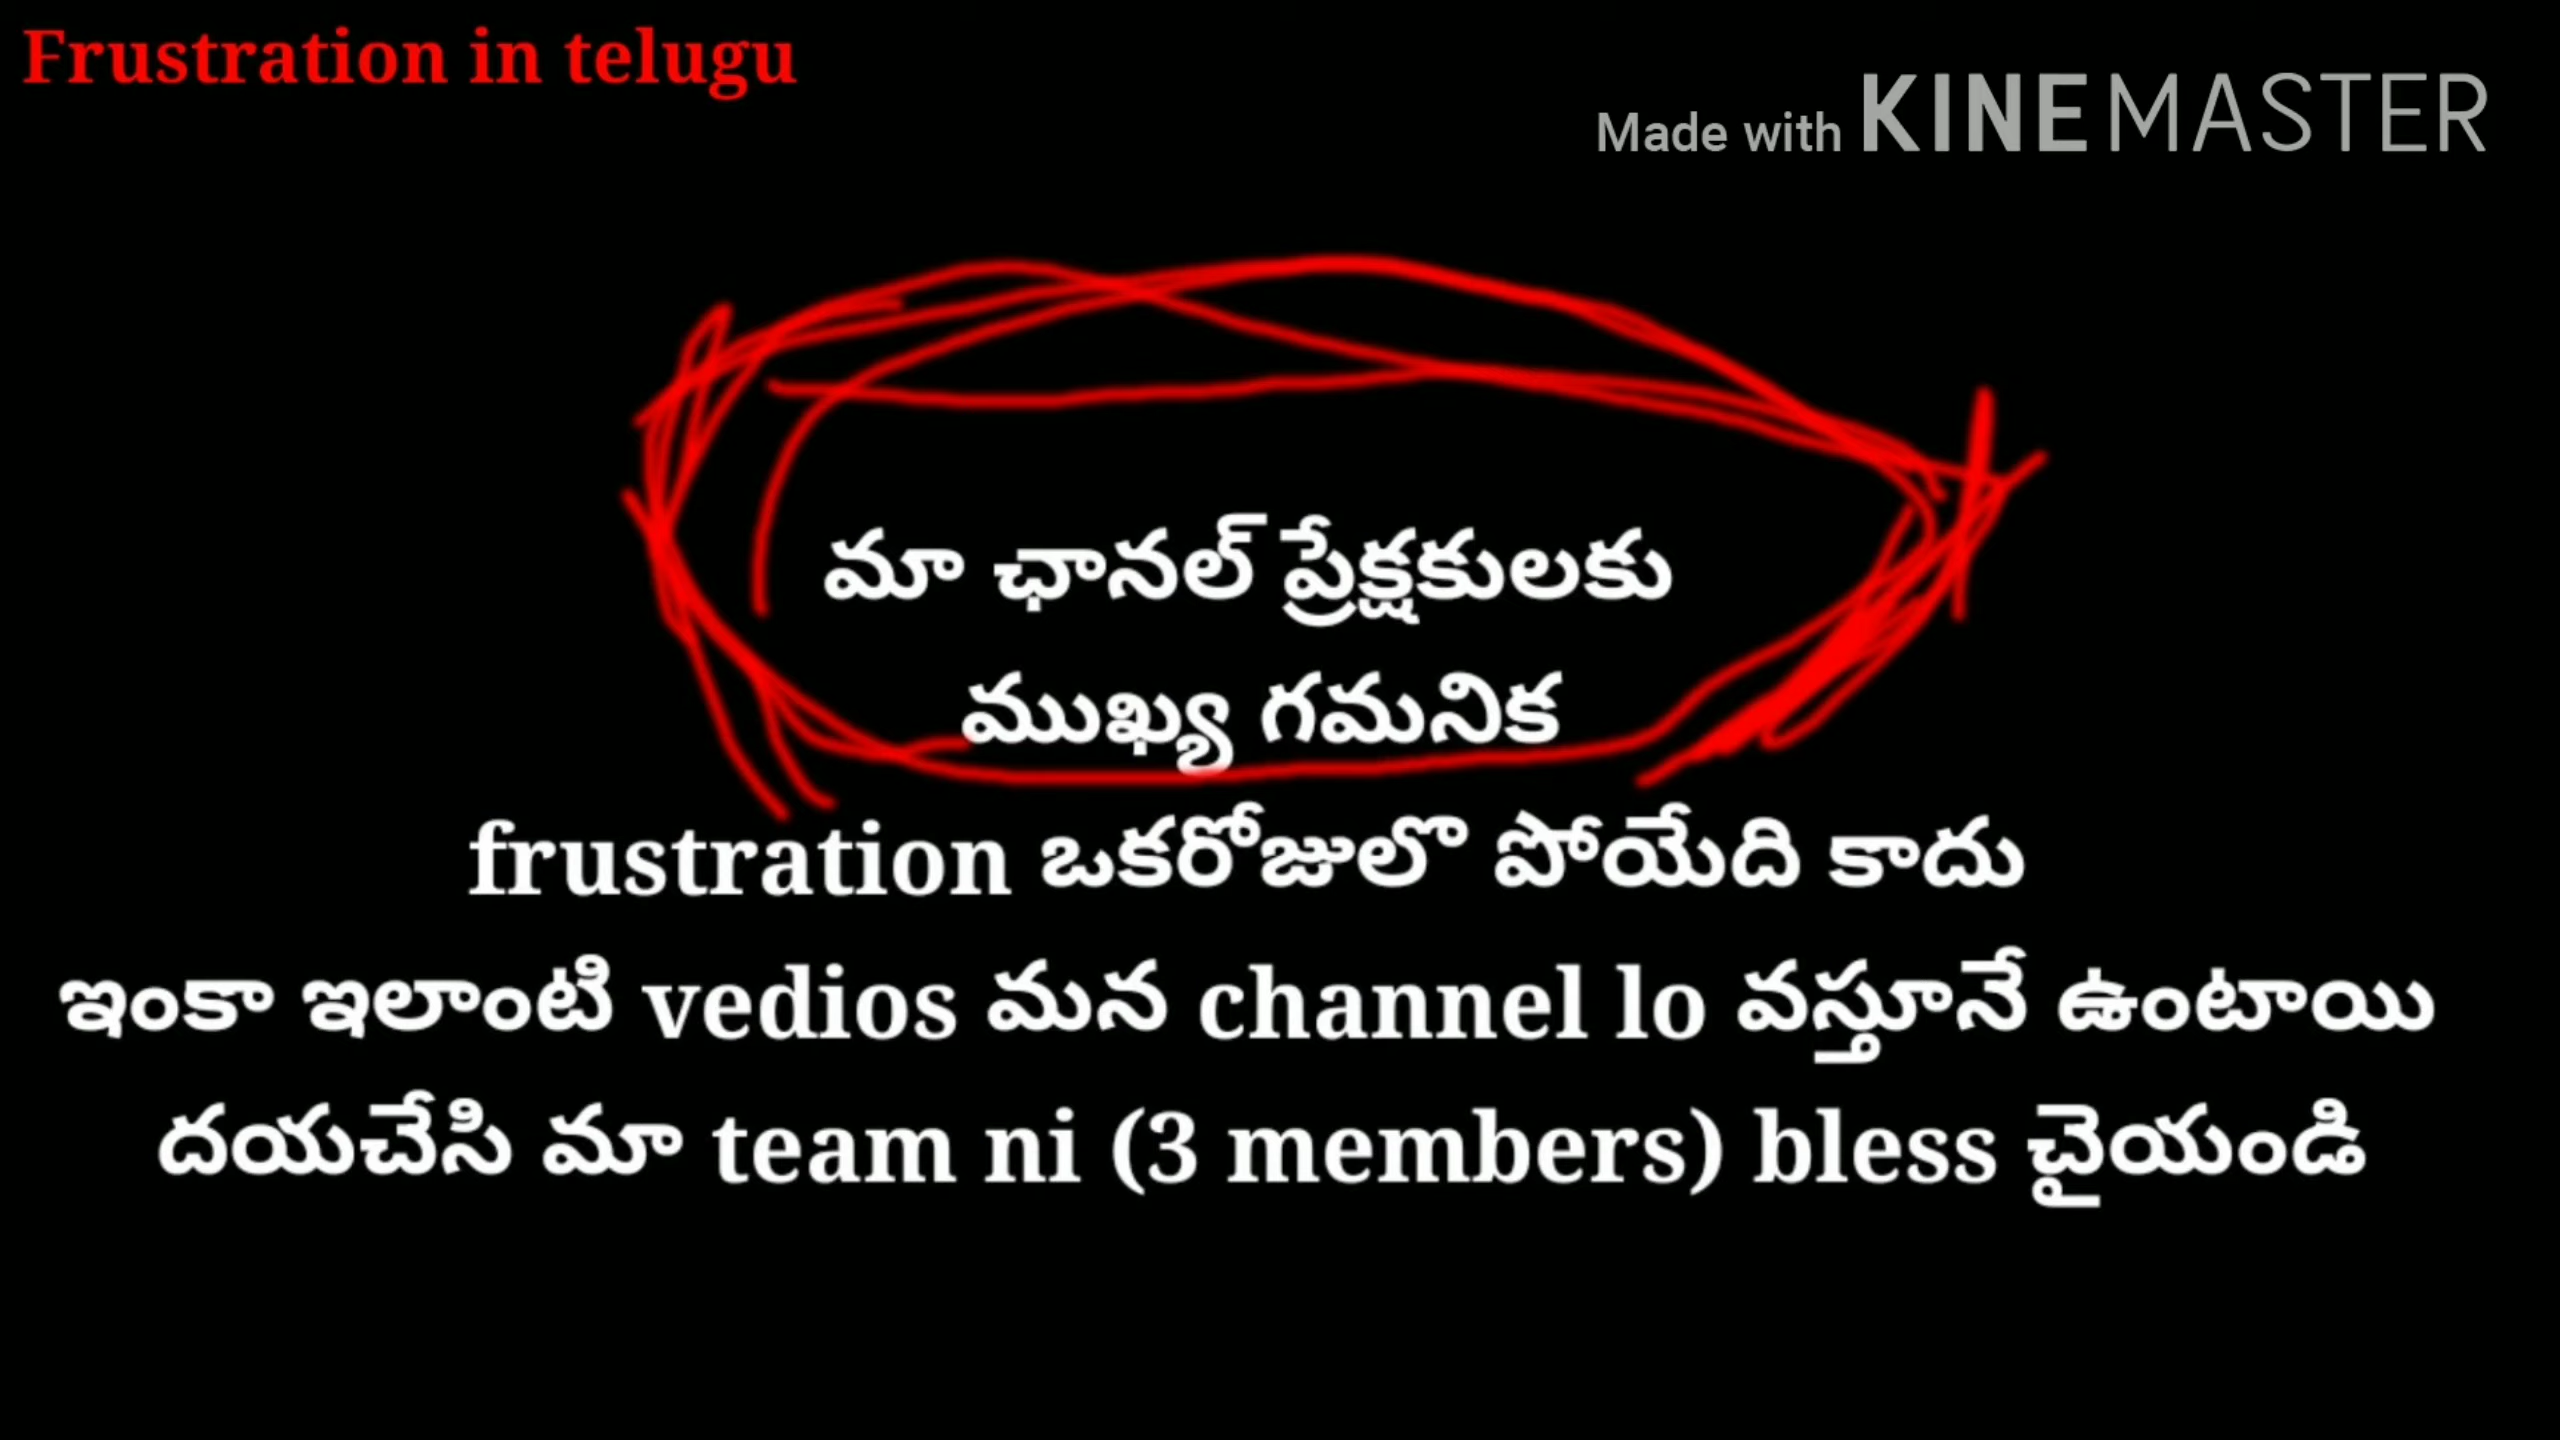 Frustration in telugu
Made with KINEMASTER
మా ఛానల్ ప్రేక్షకులకు
ముఖ్య గమనిక
frustration ఒకరోజులొ పోయేది కాదు
ఇంకా ఇలాంటి vedios మన channel lo వస్తూనే ఉంటాయి
దయచేసి మా team ni (3 members) bless చైయండి